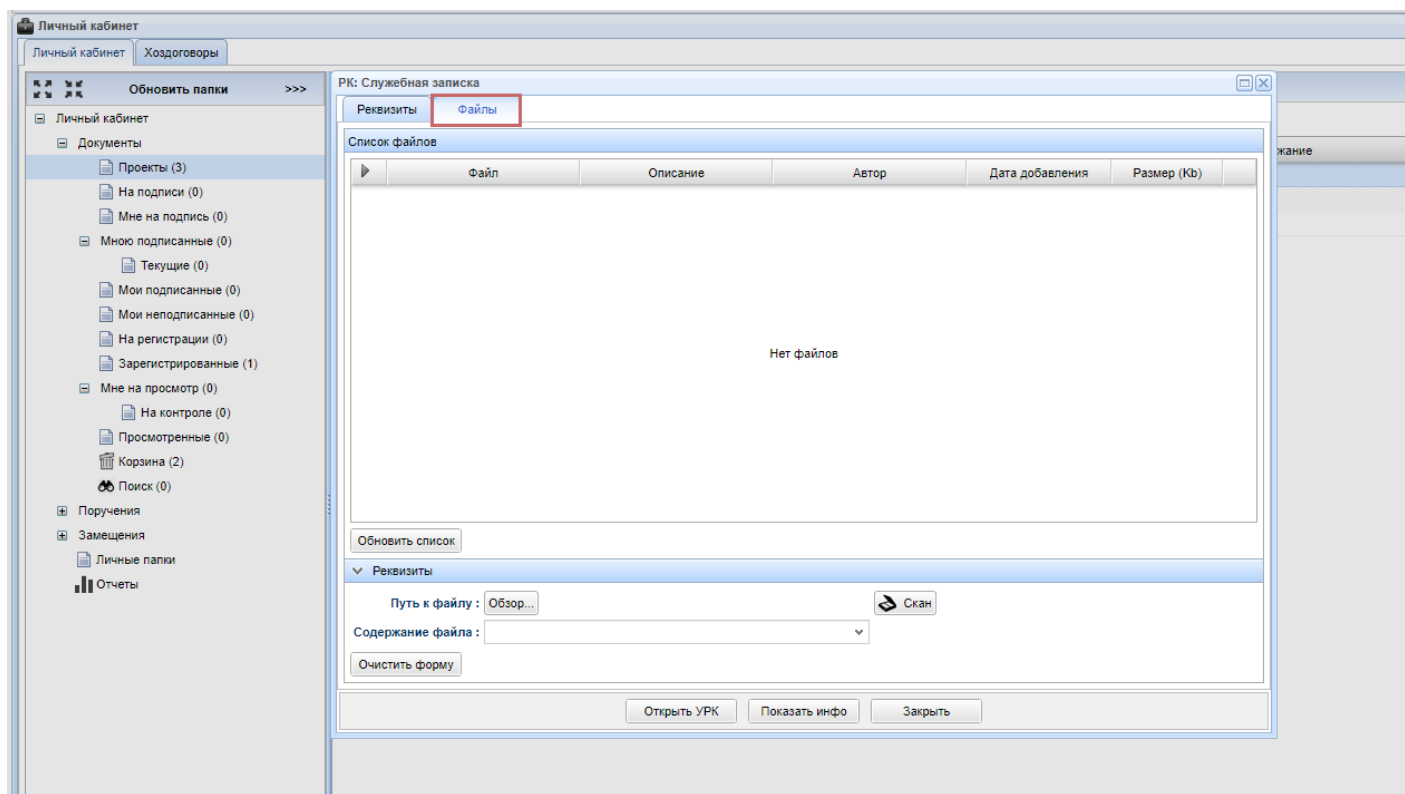 Личный кабинет
Личный кабинет Хоздоговоры
Обновить папки >>>
Личный кабинет
Документы
Проекты (3)
На подписи (0)
Мне на подпись (0)
Мною подписанные (0)
Текущие (0)
Мои подписанные (0)
Мои неподписанные (0)
На регистрации (0)
Зарегистрированные (1)
Мне на просмотр (0)
На контроле (0)
Просмотренные (0)
Корзина (2)
Поиск (0)
Поручения
Замещения
Личные папки
Отчеты
РК: Служебная записка
Реквизиты Файлы
Список файлов
Файл Описание Автор Дата добавления Размер (Kb)
Нет файлов
Обновить список
Реквизиты
Путь к файлу : Обзор... Скан
Содержание файла :
Очистить форму
Открыть УРК Показать инфо Закрыть
жание